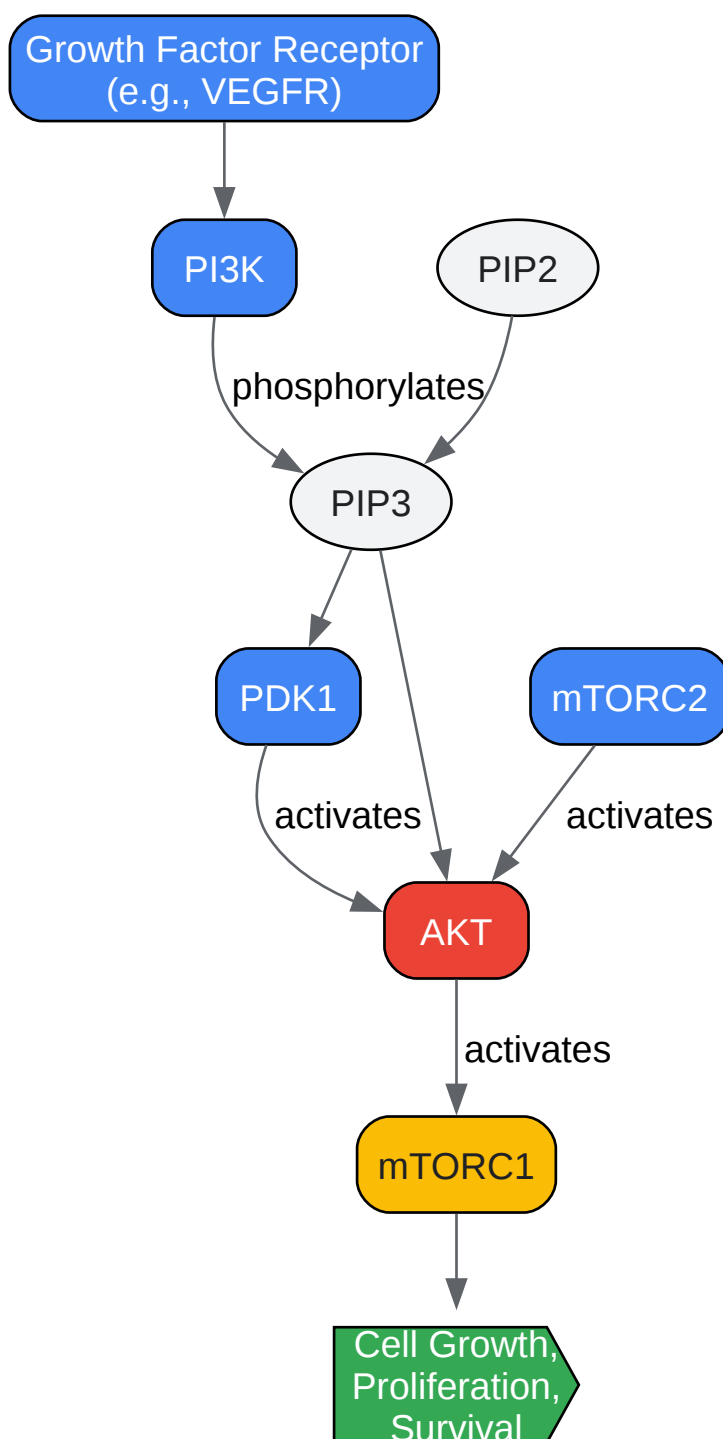 Growth Factor Receptor
(e.g., VEGFR)
PI3K
PIP2
phosphorylates
PIP3
PDK1
mTORC2
activates
activates
AKT
activates
mTORC1
Cell Growth,
Proliferation,
Survival